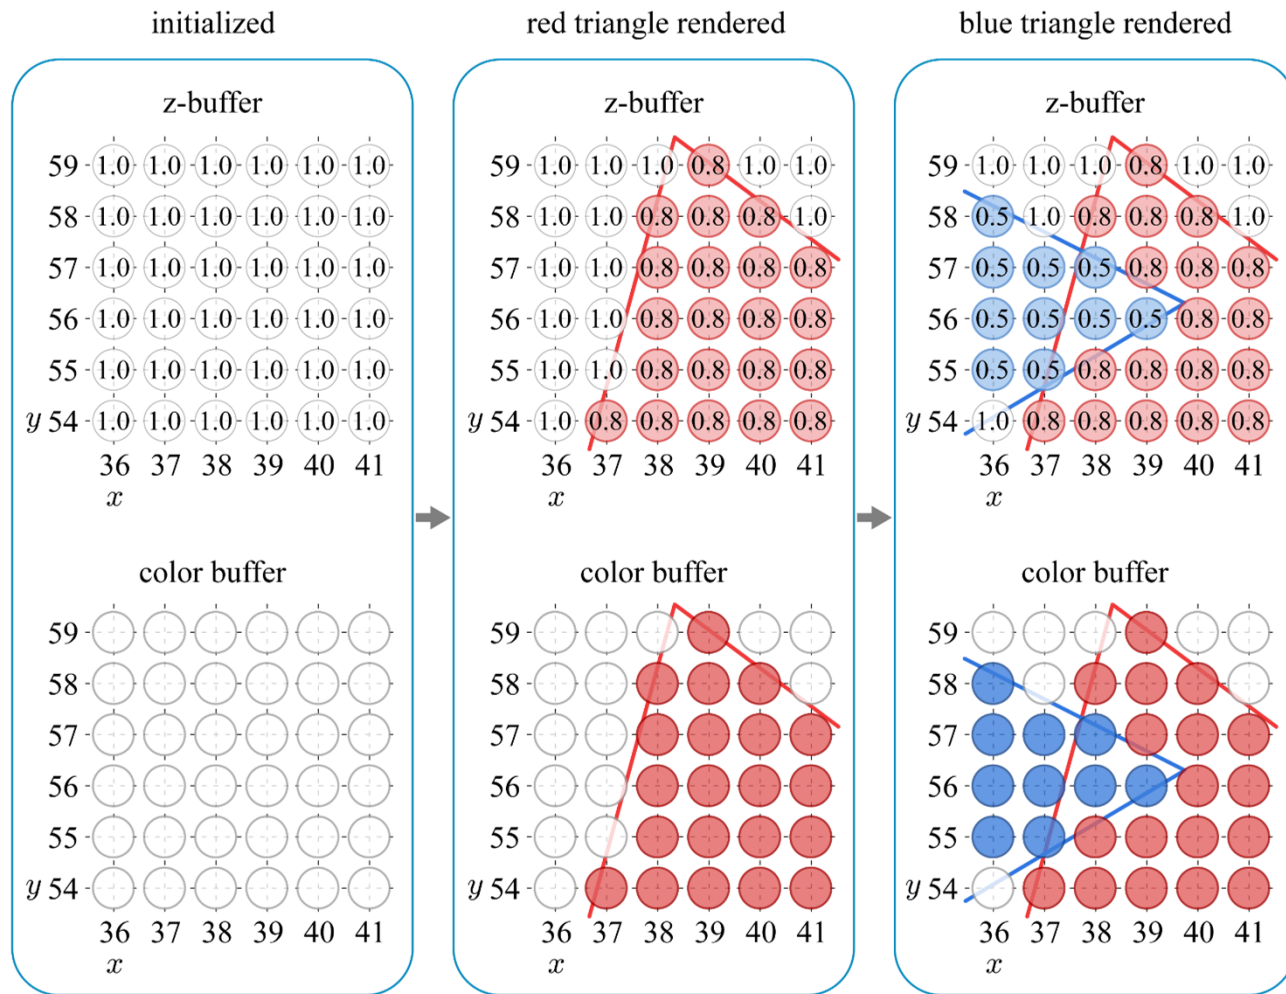 initialized
red triangle rendered
blue triangle rendered
z-buffer
59 1.0 1.0 1.0 1.0 1.0 1.0
58 1.0 1.0 1.0 1.0 1.0 1.0
57 1.0 1.0 1.0 1.0 1.0 1.0
56 1.0 1.0 1.0 1.0 1.0 1.0
55 1.0 1.0 1.0 1.0 1.0 1.0
y 54 1.0 1.0 1.0 1.0 1.0 1.0
36 37 38 39 40 41
x
color buffer
59
58
57
56
55
y 54
36 37 38 39 40 41
x
z-buffer
59 1.0 1.0 1.0 0.8 1.0 1.0
58 1.0 1.0 0.8 0.8 0.8 1.0
57 1.0 1.0 0.8 0.8 0.8 0.8
56 1.0 1.0 0.8 0.8 0.8 0.8
55 1.0 1.0 0.8 0.8 0.8 0.8
y 54 1.0 0.8 0.8 0.8 0.8 0.8
36 37 38 39 40 41
x
color buffer
59
58
57
56
55
y 54
36 37 38 39 40 41
x
z-buffer
59 1.0 1.0 1.0 0.8 1.0 1.0
58 0.5 1.0 0.8 0.8 0.8 1.0
57 0.5 0.5 0.5 0.8 0.8 0.8
56 0.5 0.5 0.5 0.5 0.8 0.8
55 0.5 0.5 0.8 0.8 0.8 0.8
y 54 1.0 0.8 0.8 0.8 0.8 0.8
36 37 38 39 40 41
x
color buffer
59
58
57
56
55
y 54
36 37 38 39 40 41
x